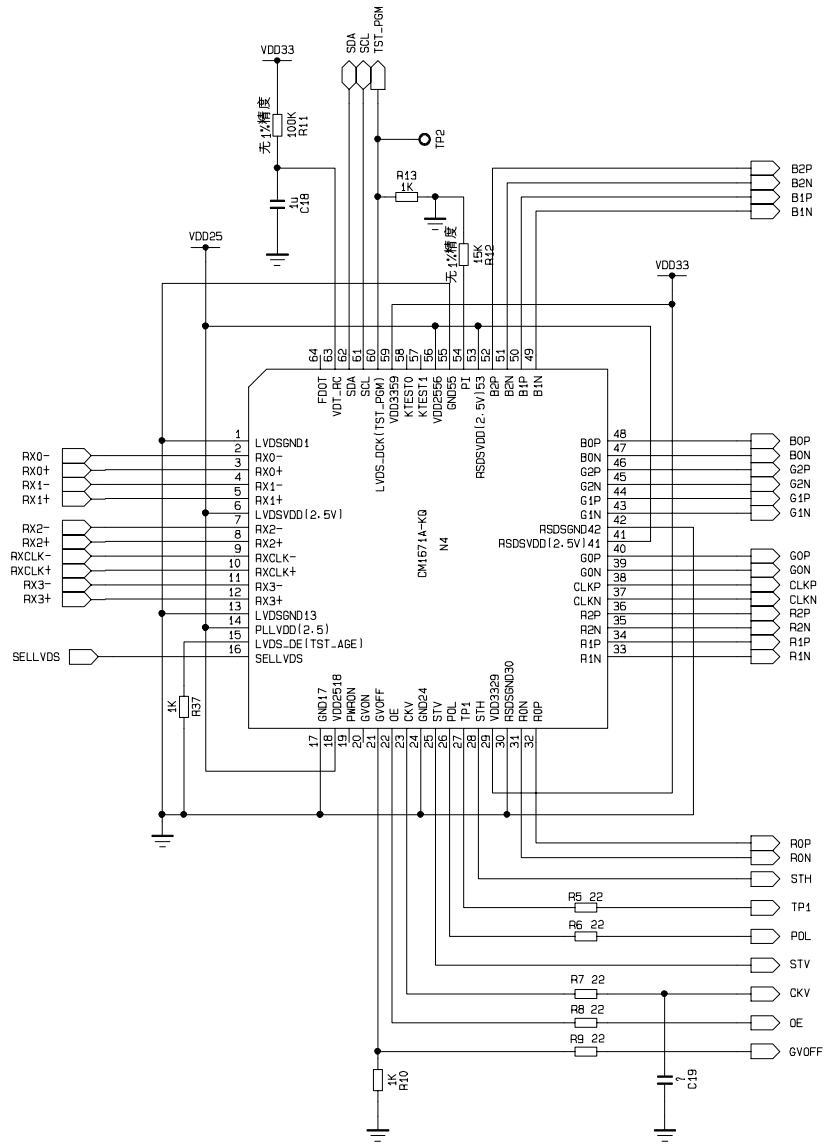 SDA
SCL
TST_PGM
VDD33
无1%精度
100K
R11
TP2
1u
C18
R13
1K
无1%精度
15K
R12
B2P
B2N
B1P
B1N
VDD25
VDD33
64
63
62
61
60
59
58
57
56
55
54
53
52
51
50
49
FDOT
VDT_RC
SDA
SCL
LVDS_DCK(TST_PGM)
VDD3359
KTEST0
KTEST1
VDD2556
GND55
PI
RSDSVDD(2.5V)53
B2P
B2N
B1P
B1N
1 LVDSGND1
RX0- 2 RX0-
RX0+ 3 RX0+
RX1- 4 RX1-
RX1+ 5 RX1+
6 LVDSVDD(2.5V)
RX2- 7 RX2-
RX2+ 8 RX2+
RXCLK- 9 RXCLK-
RXCLK+ 10 RXCLK+
RX3- 11 RX3-
RX3+ 12 RX3+
13 LVDSGND13
14 PLLVDD(2.5)
15 LVDS_DE(TST_AGE)
SELLVDS 16 SELLVDS
CM1671A-KQ
N4
B0P 48 B0P
B0N 47 B0N
G2P 46 G2P
G2N 45 G2N
G1P 44 G1P
G1N 43 G1N
RSDSGND42 42
RSDSVDD(2.5V)41 41
G0P 40 G0P
G0N 39 G0N
CLKP 38 CLKP
CLKN 37 CLKN
R2P 36 R2P
R2N 35 R2N
R1P 34 R1P
R1N 33 R1N
1K
R37
GND17
VDD2518
PWRON
GVON
GVOFF
OE
CKV
GND24
STV
POL
TP1
STH
VDD3329
RSDSGND30
R0N
R0P
17
18
19
20
21
22
23
24
25
26
27
28
29
30
31
32
R0P
R0N
STH
R5 22 TP1
R6 22 POL
STV
R7 22 CKV
R8 22 OE
R9 22 GVOFF
1K
R10
?
C19